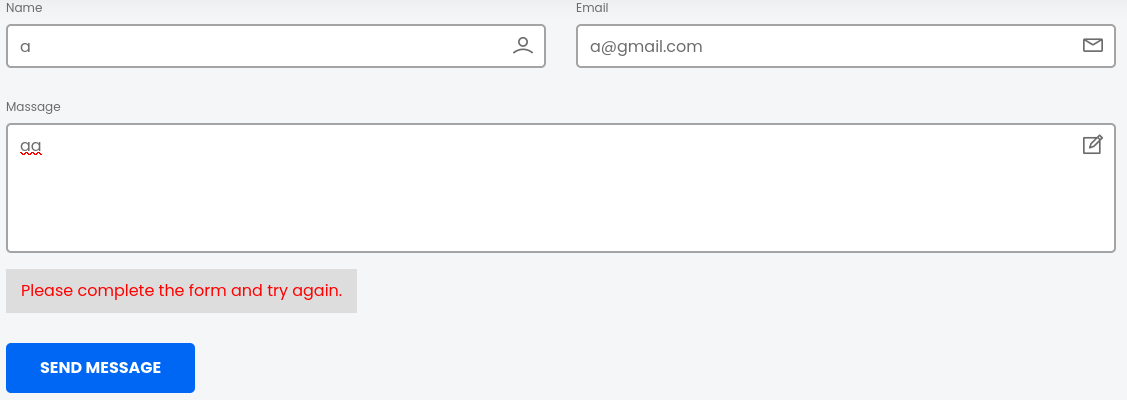 Name
Email
a
a@gmail.com
Massage
aa
Please complete the form and try again.
SEND MESSAGE